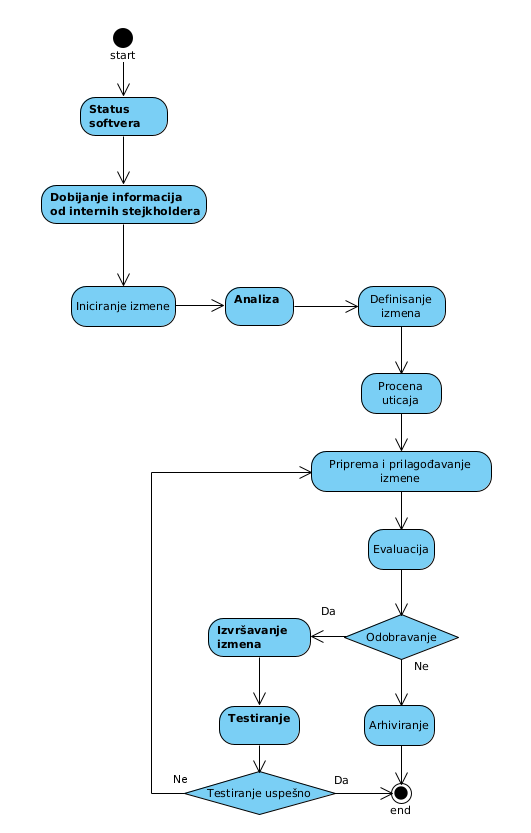 start
Status
softvera
Dobijanje informacija
od internih stejkholdera
Iniciranje izmene
Analiza
Definisanje
izmena
Procena
uticaja
Priprema i prilagođavanje
izmene
Evaluacija
Da
Odobravanje
Izvršavanje
izmena
Ne
Testiranje
Arhiviranje
Ne
Testiranje uspešno
Da
end